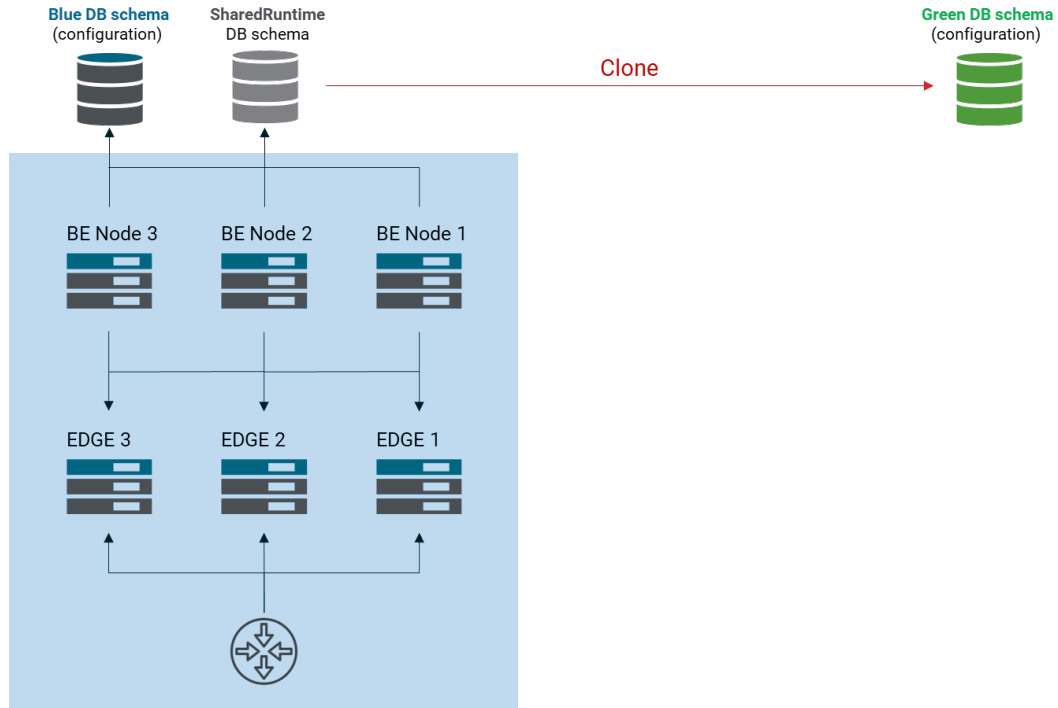 Blue DB schema
(configuration)
SharedRuntime
DB schema
Green DB schema
(configuration)
Clone
BE Node 3
BE Node 2
BE Node 1
EDGE 3
EDGE 2
EDGE 1